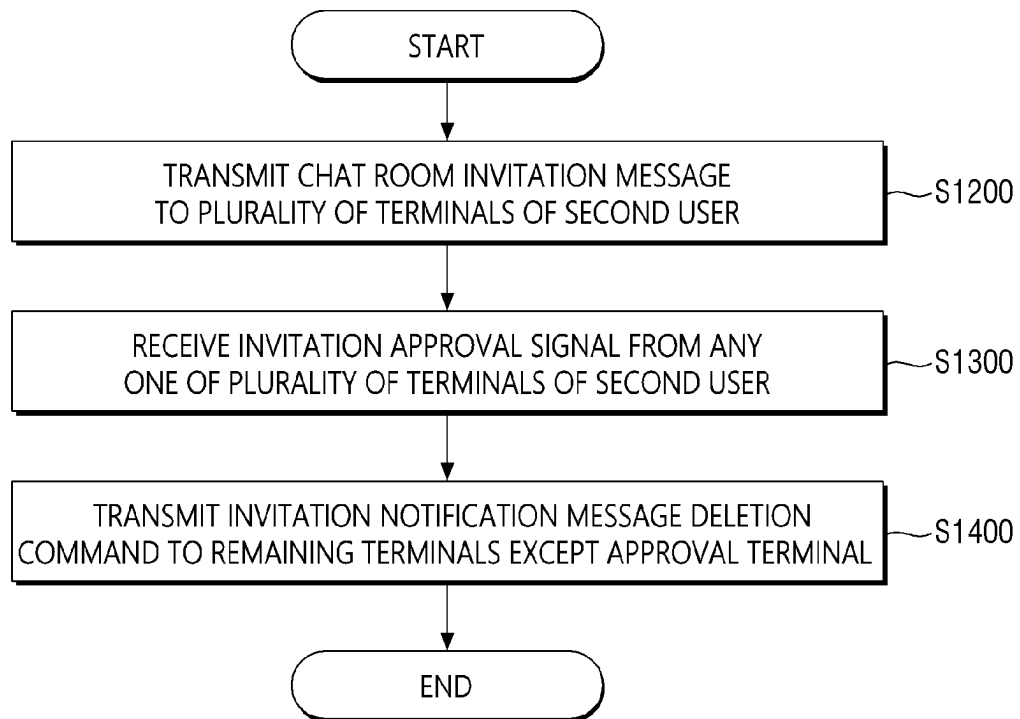 START
TRANSMIT CHAT ROOM INVITATION MESSAGE
TO PLURALITY OF TERMINALS OF SECOND USER
S1200
RECEIVE INVITATION APPROVAL SIGNAL FROM ANY
ONE OF PLURALITY OF TERMINALS OF SECOND USER
S1300
TRANSMIT INVITATION NOTIFICATION MESSAGE DELETION
COMMAND TO REMAINING TERMINALS EXCEPT APPROVAL TERMINAL
S1400
END